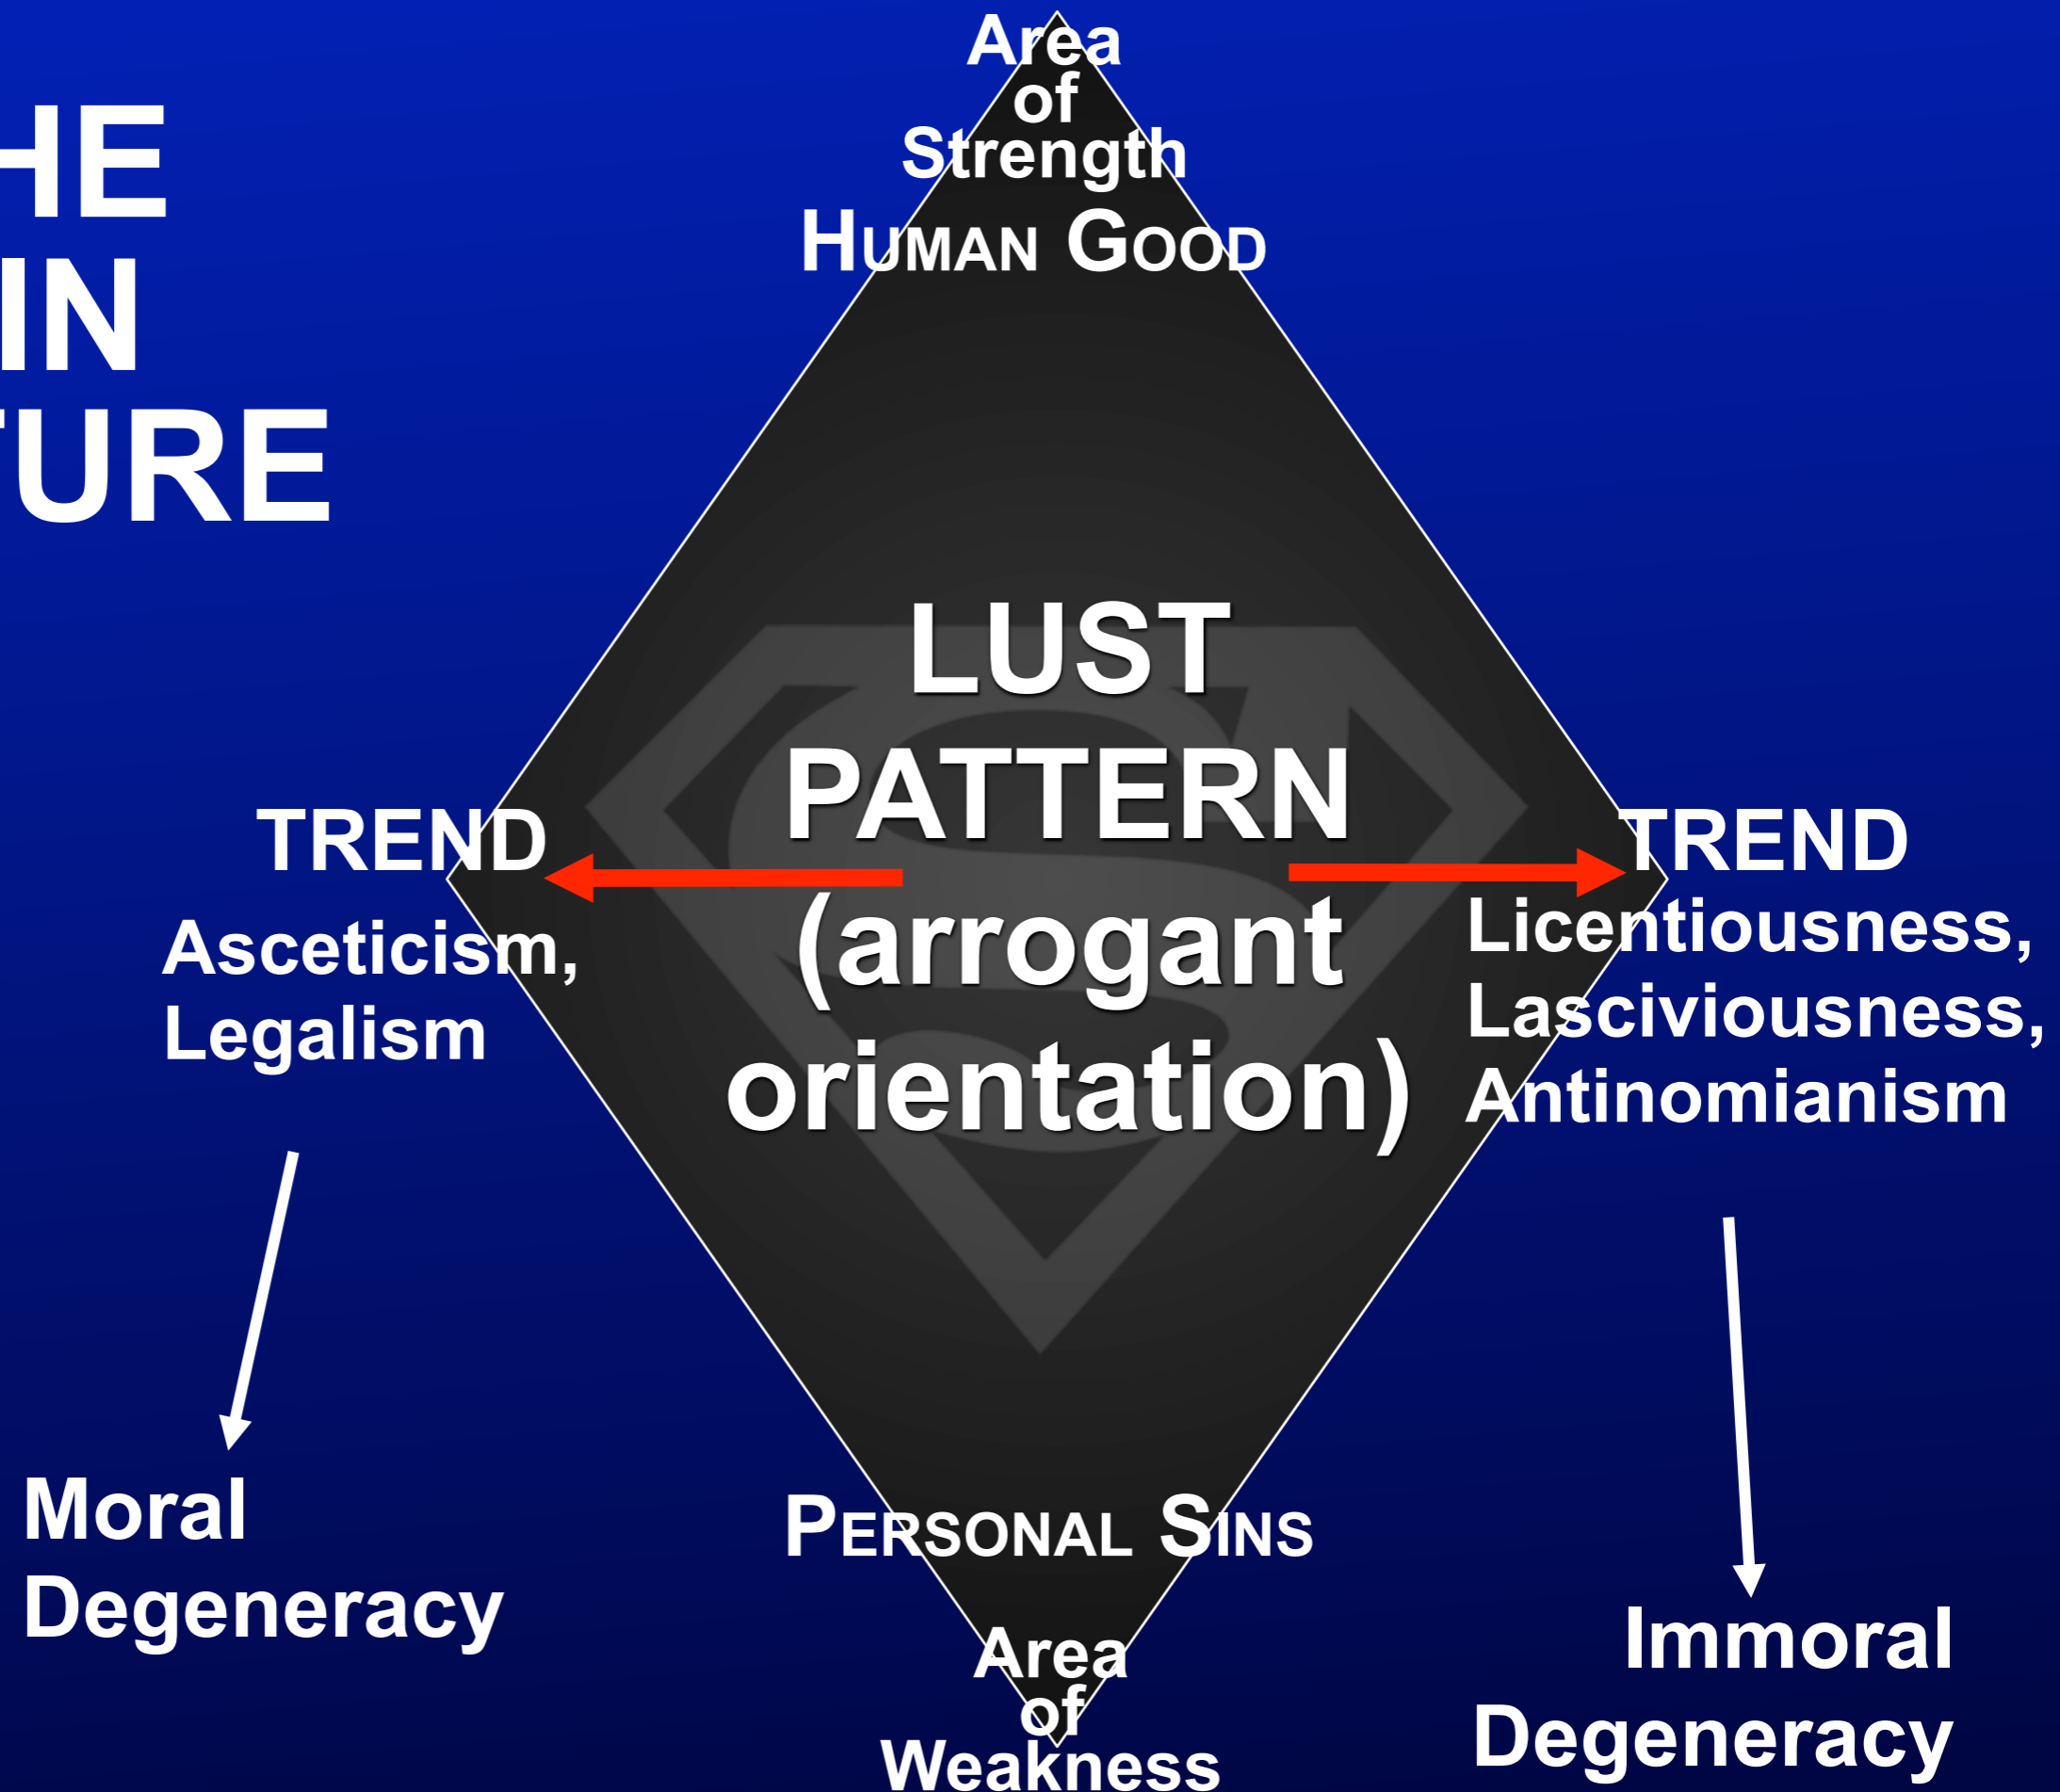 HE
IN
TURE
Area
of
Strength
HUMAN GOOD
LUST
PATTERN
(arrogant
orientation)
TREND
Asceticism,
Legalism
TREND
Licentiousness,
Lasciviousness,
Antinomianism
Moral
Degeneracy
PERSONAL SINS
Area
of
Weakness
Immoral
Degeneracy